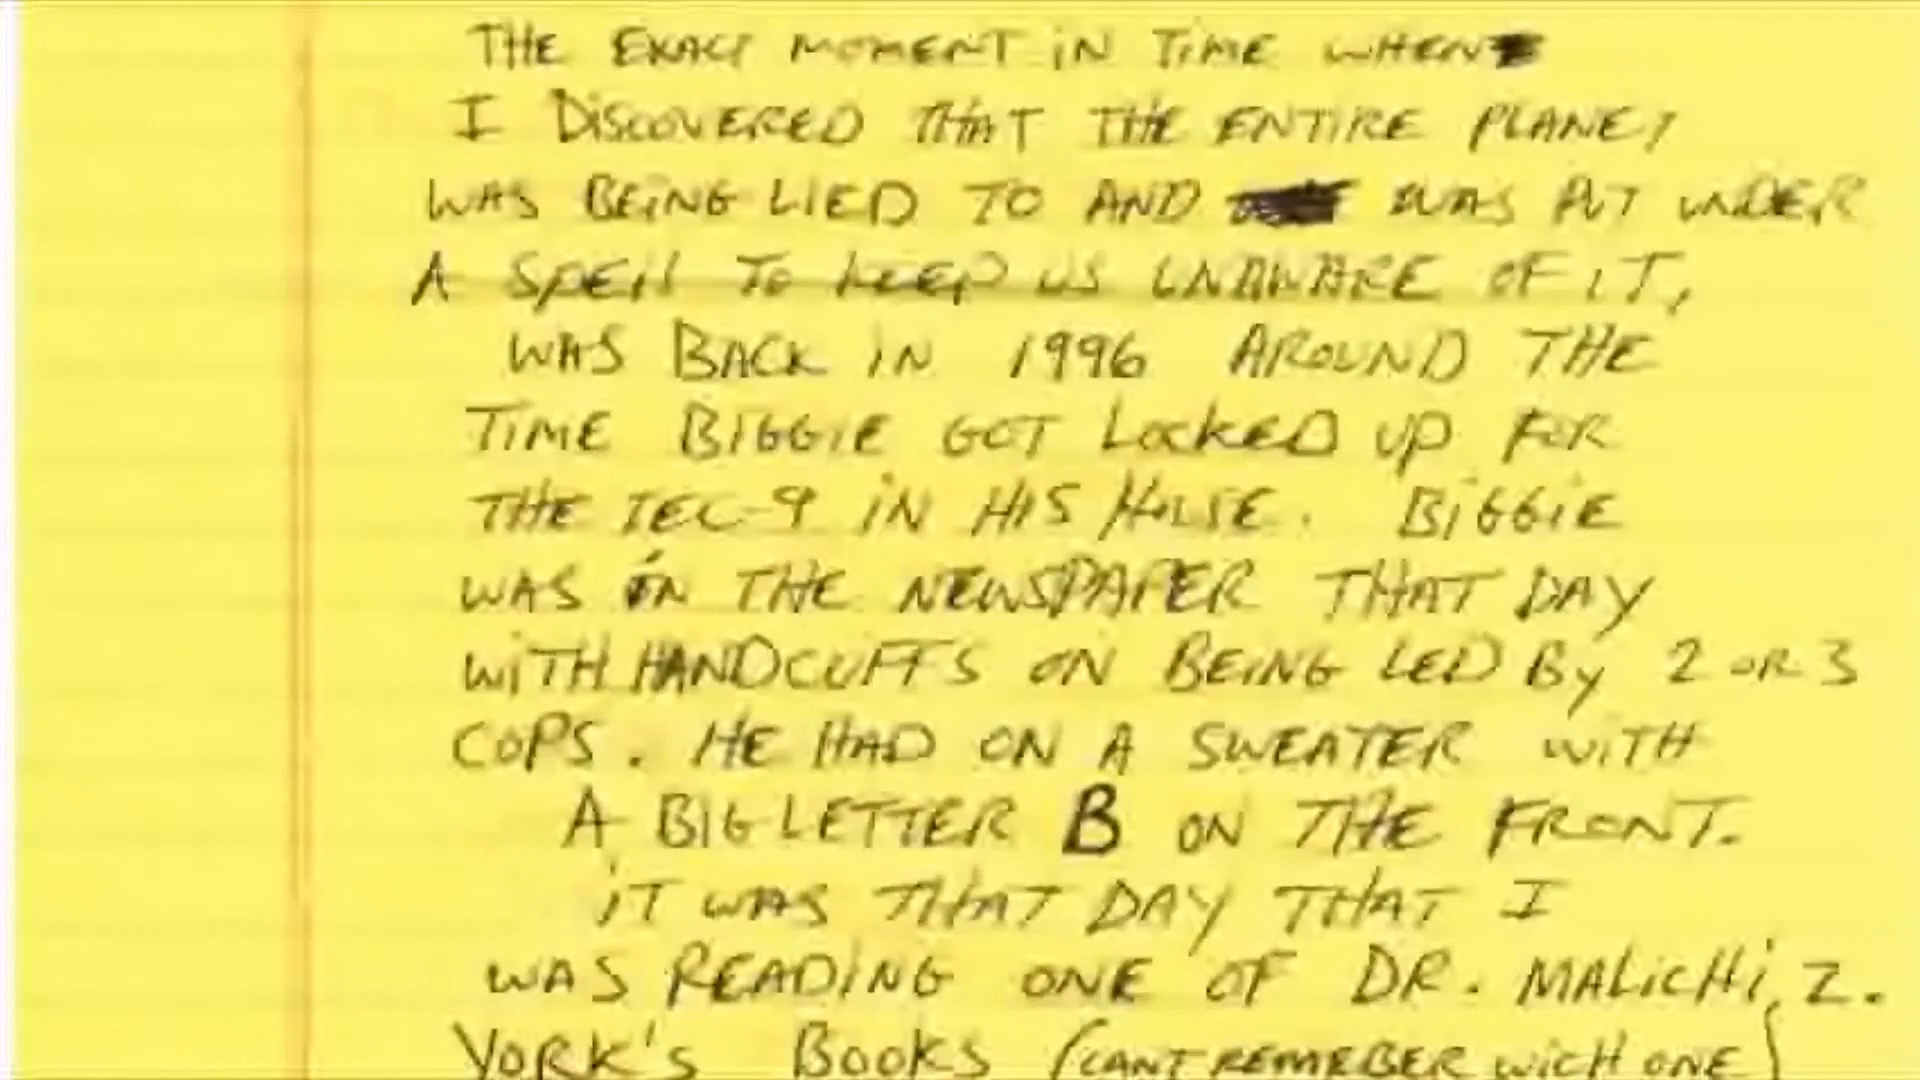 THE EXACT MOMENT IN TIME WHEN
I DISCOVERED THAT THE ENTIRE PLANET
WAS BEING LIED TO AND WAS PUT UNDER
A SPELL TO KEEP US UNAWARE OF IT,
WAS BACK IN 1996 AROUND THE
TIME BIGGIE GOT LOCKED UP FOR
THE TEC-9 IN HIS HOUSE. BIGGIE
WAS ON THE NEWSPAPER THAT DAY
WITH HANDCUFFS ON BEING LED BY 2 OR 3
COPS. HE HAD ON A SWEATER WITH
A BIG LETTER B ON THE FRONT.
IT WAS THAT DAY THAT I
WAS READING ONE OF DR. MALICHI, Z.
YORK'S BOOKS (CANT REMEMBER WICH ONE)